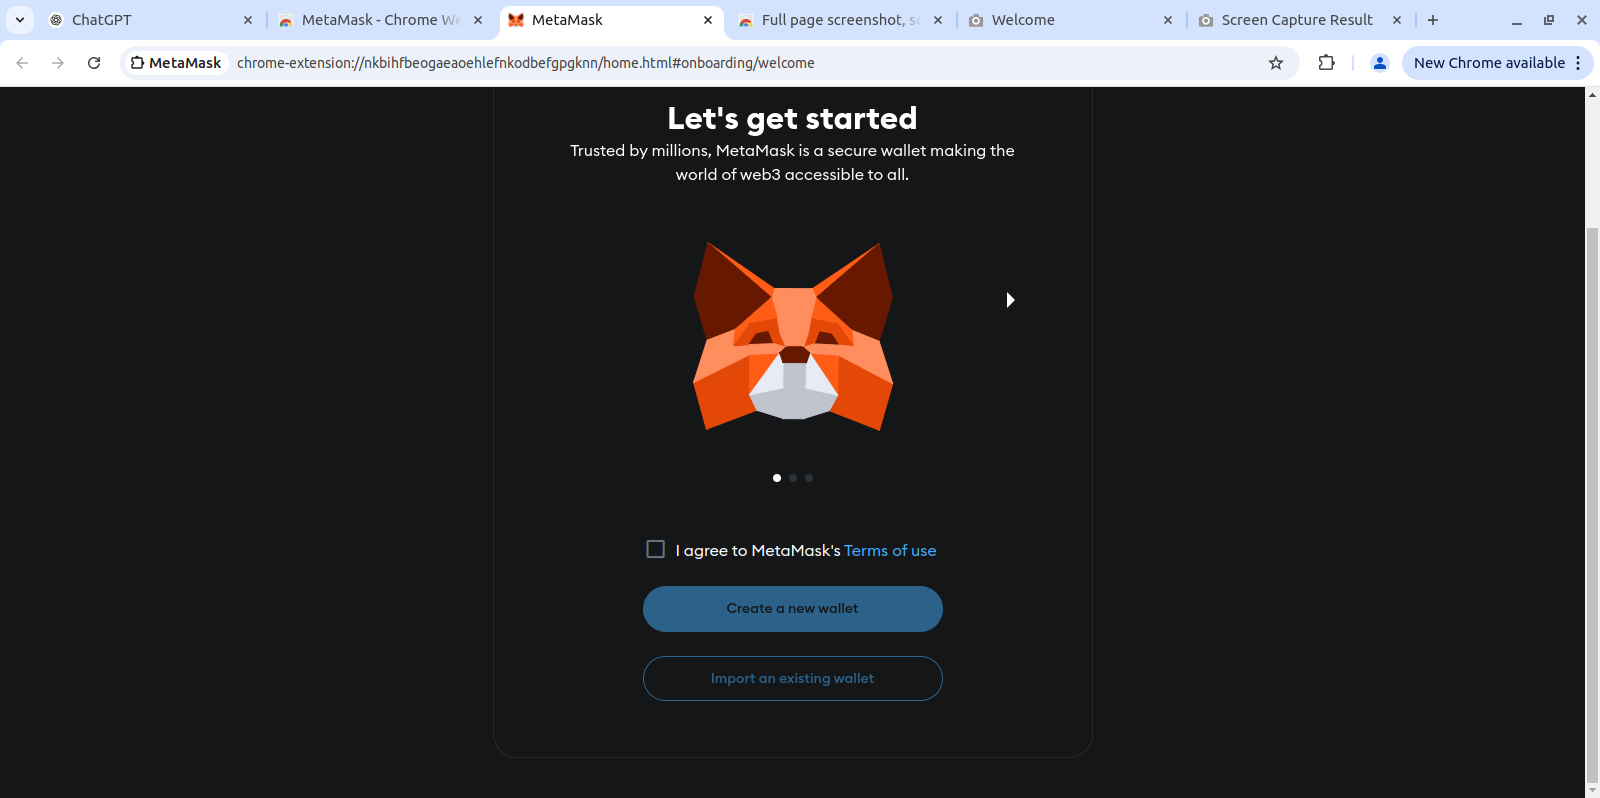 ChatGPT
MetaMask - Chrome We
MetaMask
Full page screenshot, sc
Welcome
Screen Capture Result
MetaMask
chrome-extension://nkbihfbeogaeaoehlefnkodbefgpgknn/home.html#onboarding/welcome
New Chrome available
Let's get started
Trusted by millions, MetaMask is a secure wallet making the
world of web3 accessible to all.
I agree to MetaMask's Terms of use
Create a new wallet
Import an existing wallet